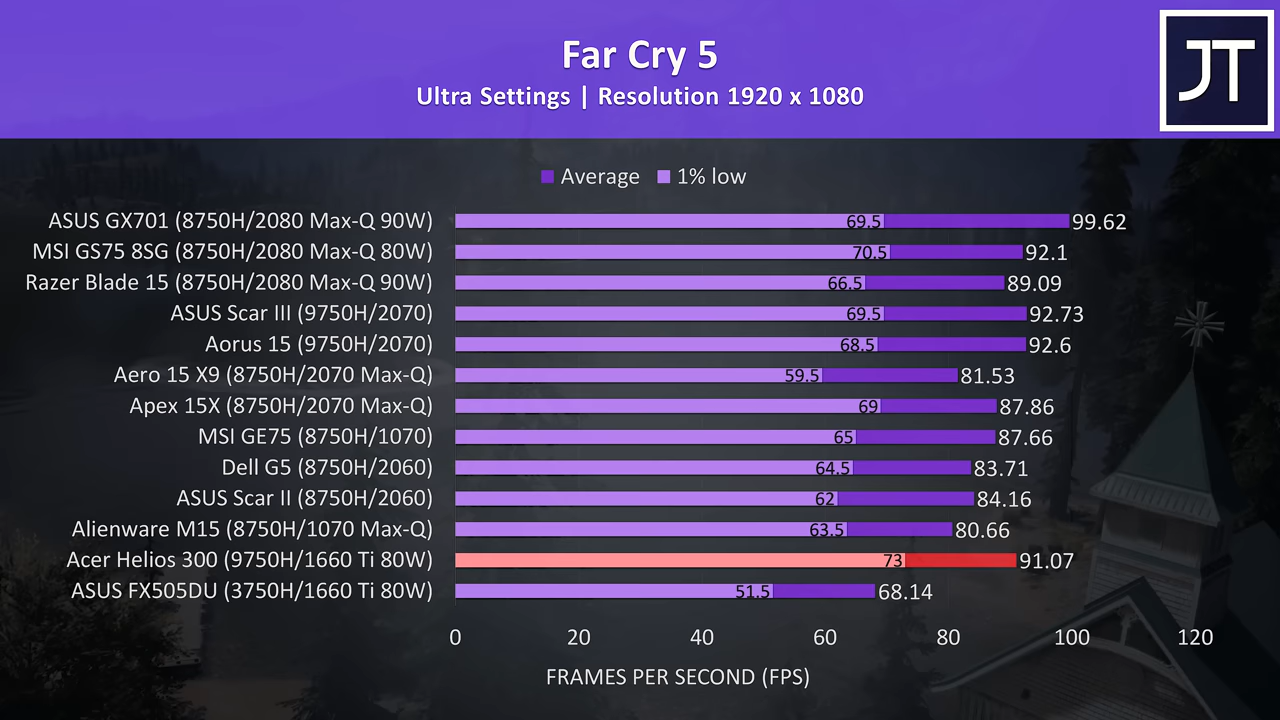 Far Cry 5
Ultra Settings | Resolution 1920 x 1080
JT
Average 1% low
ASUS GX701 (8750H/2080 Max-Q 90W) 69.5 99.62
MSI GS75 8SG (8750H/2080 Max-Q 80W) 70.5 92.1
Razer Blade 15 (8750H/2080 Max-Q 90W) 66.5 89.09
ASUS Scar III (9750H/2070) 69.5 92.73
Aorus 15 (9750H/2070) 68.5 92.6
Aero 15 X9 (8750H/2070 Max-Q) 59.5 81.53
Apex 15X (8750H/2070 Max-Q) 69 87.86
MSI GE75 (8750H/1070) 65 87.66
Dell G5 (8750H/2060) 64.5 83.71
ASUS Scar II (8750H/2060) 62 84.16
Alienware M15 (8750H/1070 Max-Q) 63.5 80.66
Acer Helios 300 (9750H/1660 Ti 80W) 73 91.07
ASUS FX505DU (3750H/1660 Ti 80W) 51.5 68.14
0 20 40 60 80 100 120
FRAMES PER SECOND (FPS)